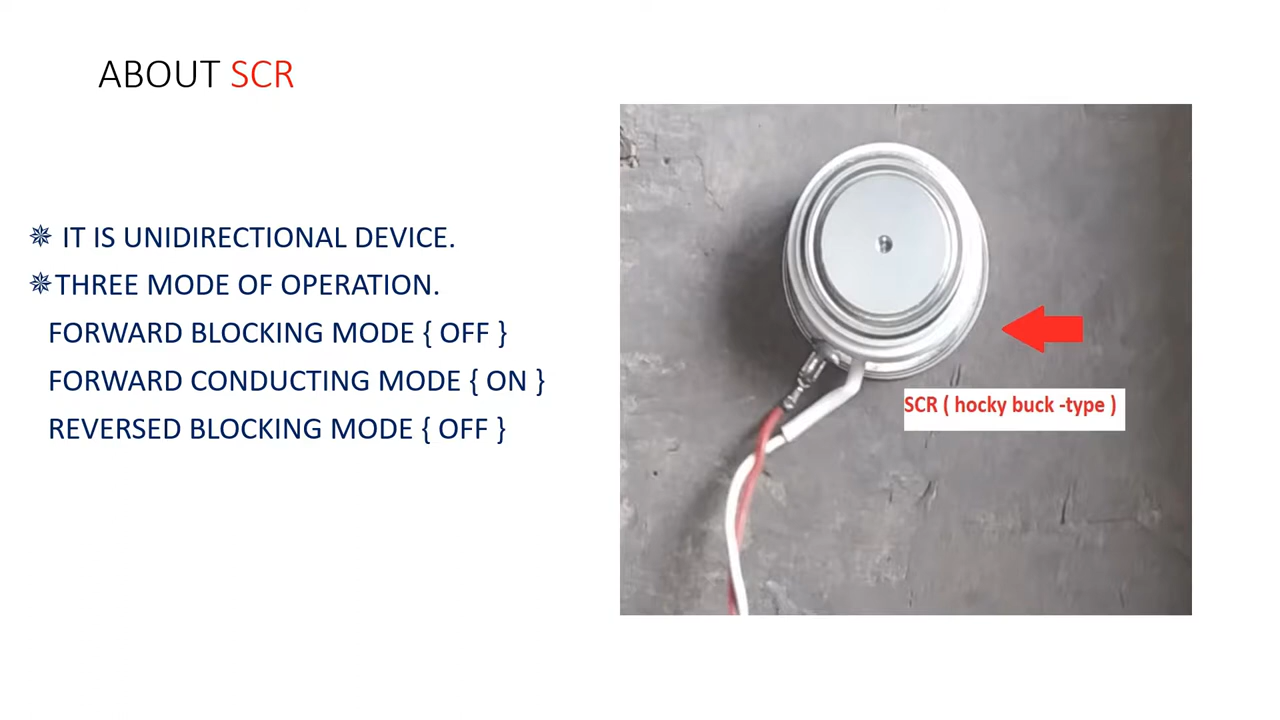 ABOUT SCR
✵ IT IS UNIDIRECTIONAL DEVICE.
✵THREE MODE OF OPERATION.
FORWARD BLOCKING MODE { OFF }
FORWARD CONDUCTING MODE { ON }
REVERSED BLOCKING MODE { OFF }
SCR ( hocky buck -type )